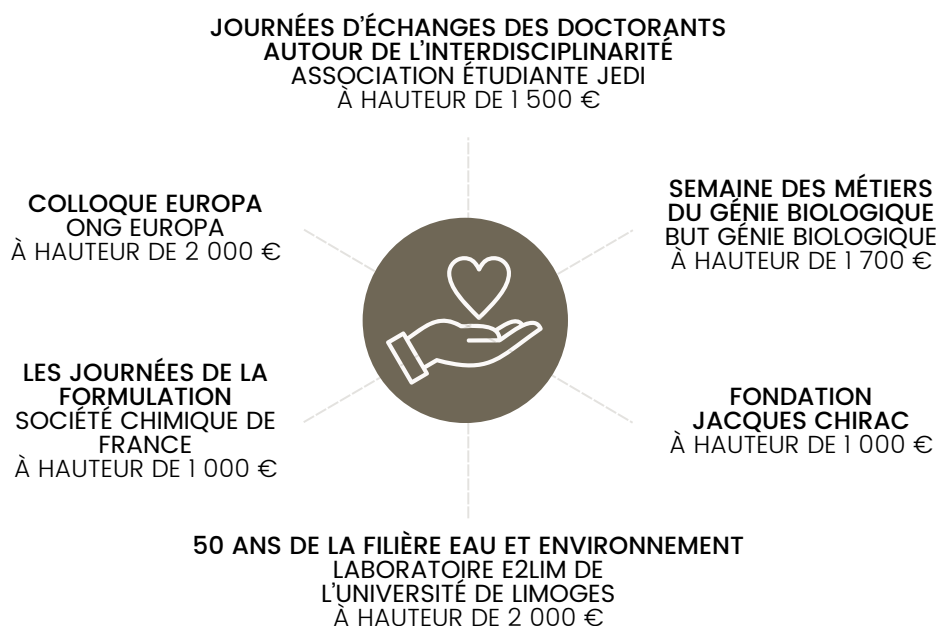 JOURNÉES D'ÉCHANGES DES DOCTORANTS
AUTOUR DE L'INTERDISCIPLINARITÉ
ASSOCIATION ÉTUDIANTE JEDI
À HAUTEUR DE 1 500 €
COLLOQUE EUROPA
ONG EUROPA
À HAUTEUR DE 2 000 €
SEMAINE DES MÉTIERS
DU GÉNIE BIOLOGIQUE
BUT GÉNIE BIOLOGIQUE
À HAUTEUR DE 1 700 €
LES JOURNÉES DE LA
FORMULATION
SOCIÉTÉ CHIMIQUE DE
FRANCE
À HAUTEUR DE 1 000 €
FONDATION
JACQUES CHIRAC
À HAUTEUR DE 1 000 €
50 ANS DE LA FILIÈRE EAU ET ENVIRONNEMENT
LABORATOIRE E2LIM DE
L'UNIVERSITÉ DE LIMOGES
À HAUTEUR DE 2 000 €